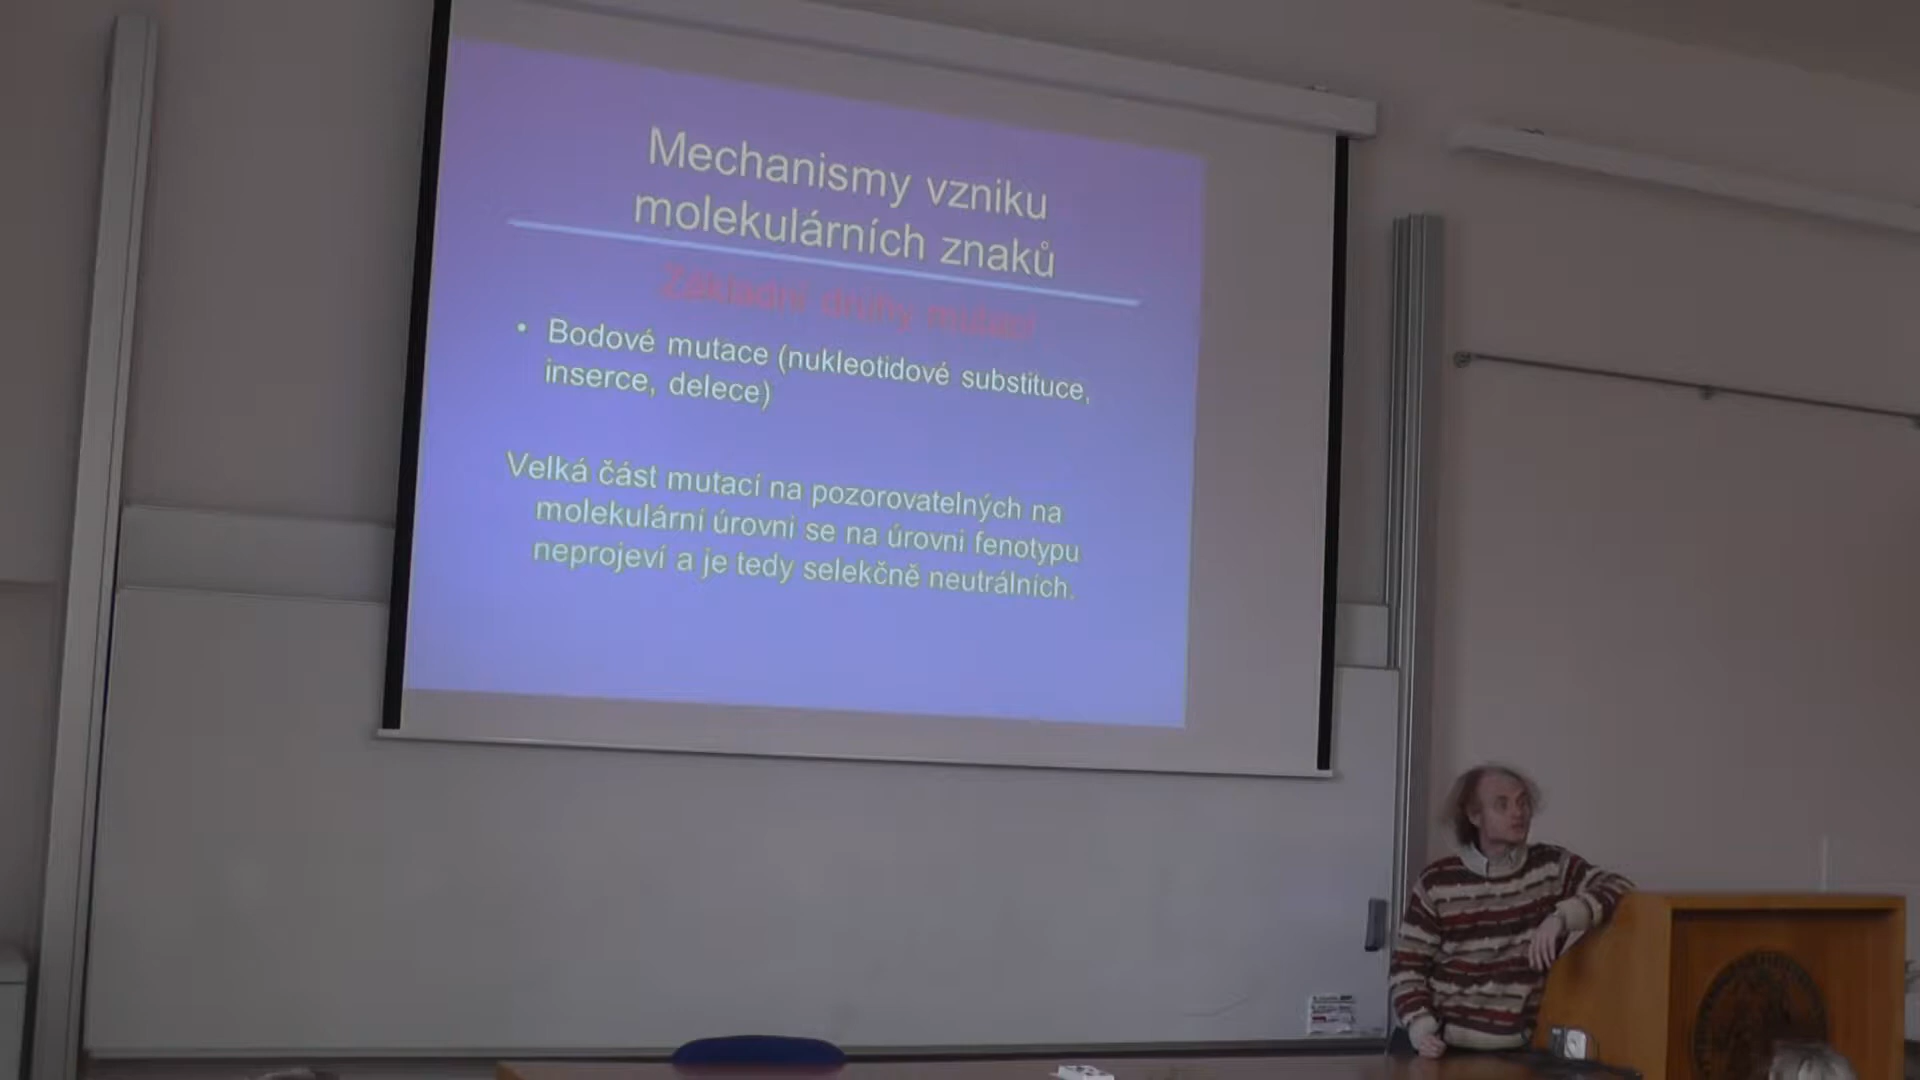 Mechanismy vzniku
molekulárních znaků
Základní druhy mutací
• Bodové mutace (nukleotidové substituce,
inserce, delece)
Velká část mutací na pozorovatelných na
molekulární úrovni se na úrovni fenotypu
neprojeví a je tedy selekčně neutrálních.